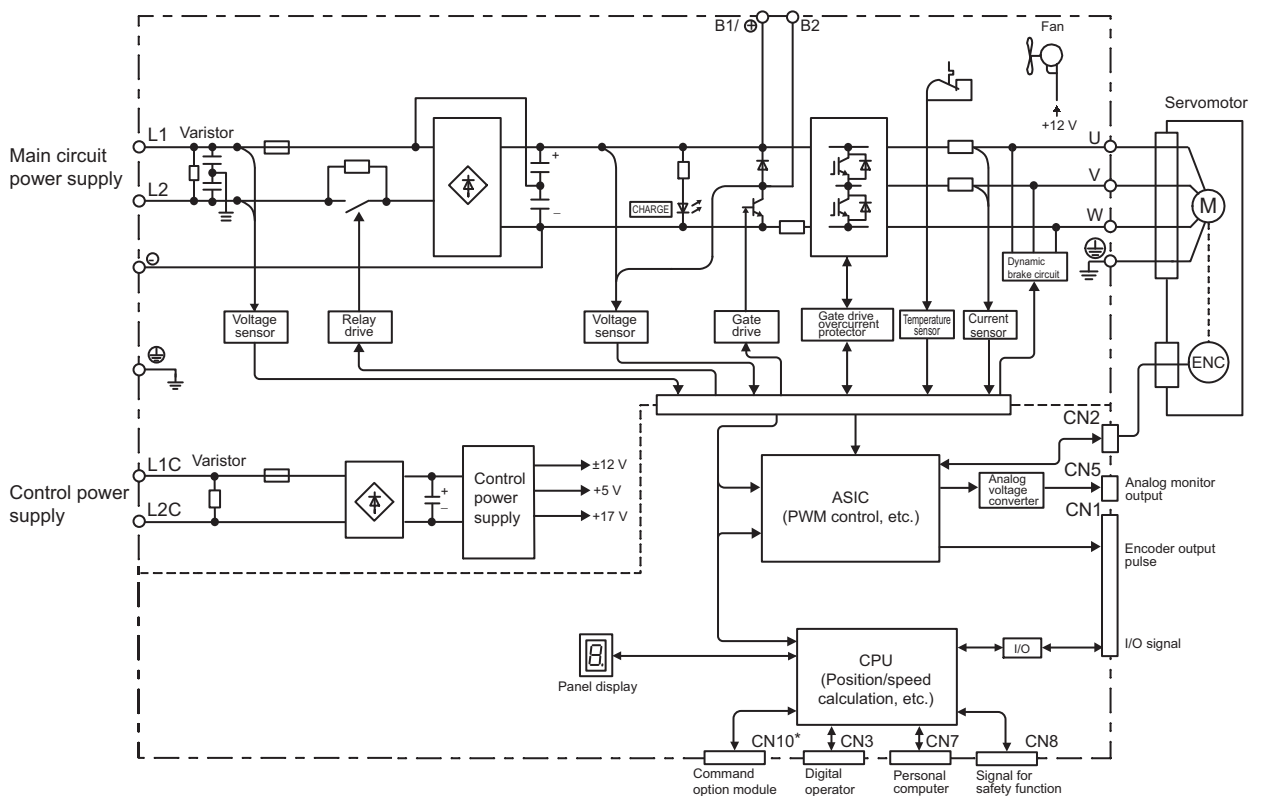 B1/ ⊕
B2
Fan
+12 V
Servomotor
Main circuit
power supply
L1
Varistor
L2
+
–
CHARGE
U
V
W
M
Dynamic
brake circuit
⊖
Voltage
sensor
Relay
drive
Voltage
sensor
Gate
drive
Gate drive
overcurrent
protector
Temperature
sensor
Current
sensor
ENC
CN2
Control power
supply
L1C
Varistor
L2C
+
–
Control
power
supply
±12 V
+5 V
+17 V
ASIC
(PWM control, etc.)
Analog
voltage
converter
CN5
Analog monitor
output
CN1
Encoder output
pulse
I/O
I/O signal
8.
Panel display
CPU
(Position/speed
calculation, etc.)
CN10*
CN3
CN7
CN8
Command
option module
Digital
operator
Personal
computer
Signal for
safety function